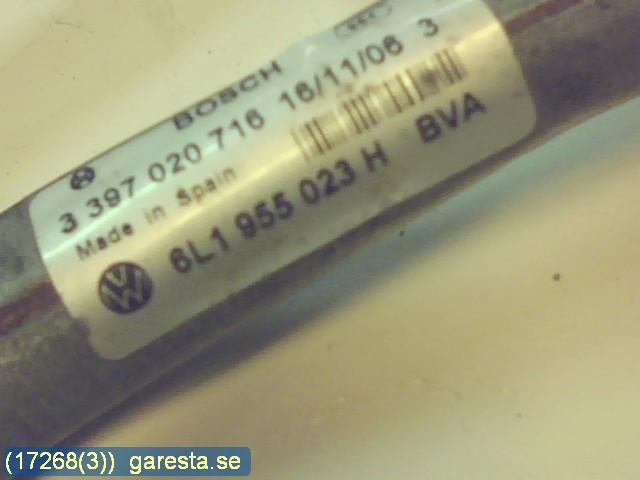 BOSCH
3 397 020 716 16/11/06 3
Made in Spain
6L1 955 023 H BVA
(17268(3)) garesta.se